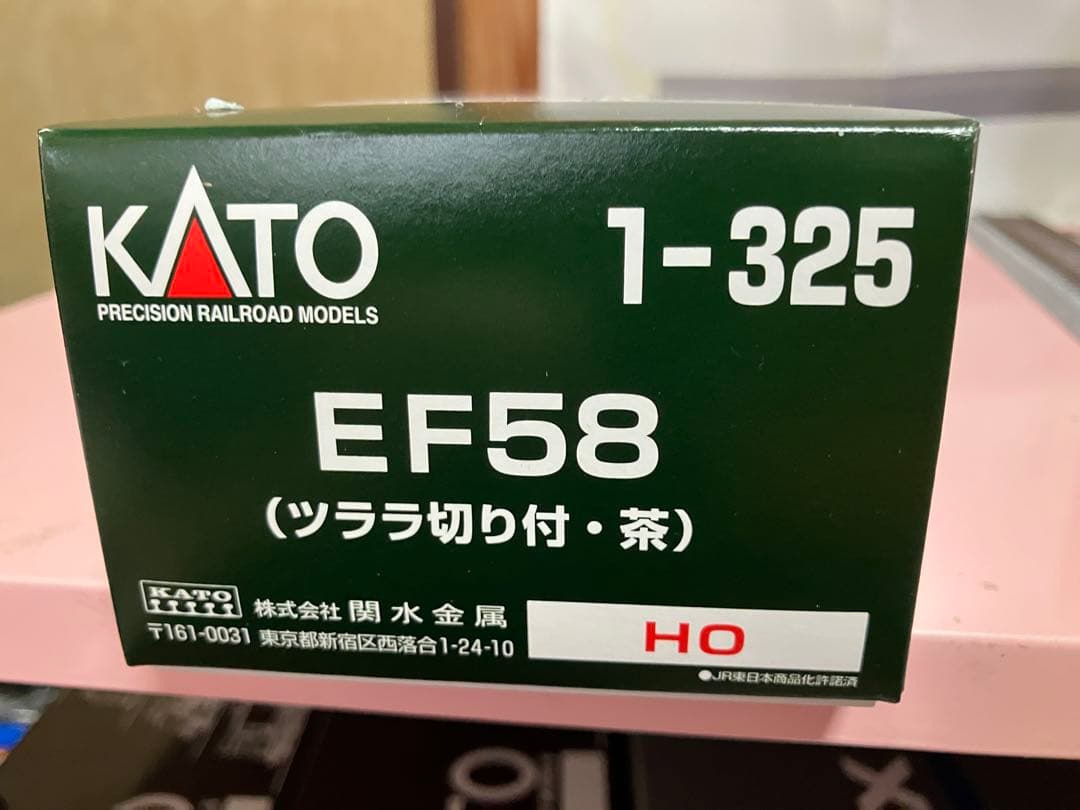 KATO
PRECISION RAILROAD MODELS
1-325
EF58
(ツララ切り付・茶)
KATO
株式会社 関水金属
〒161-0031 東京都新宿区西落合1-24-10
HO
●JR東日本商品化許諾済